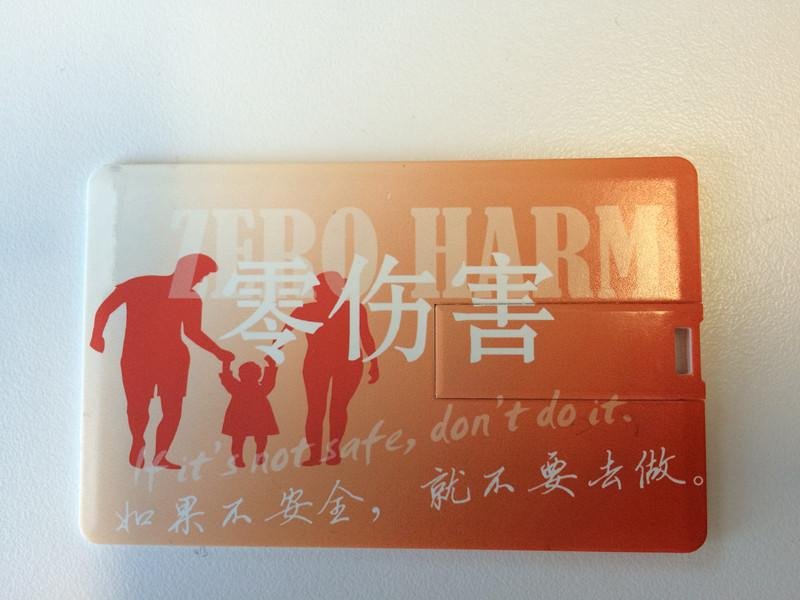 ZERO HARM
零伤害
If it's not safe, don't do it.
如果不安全，就不要去做。